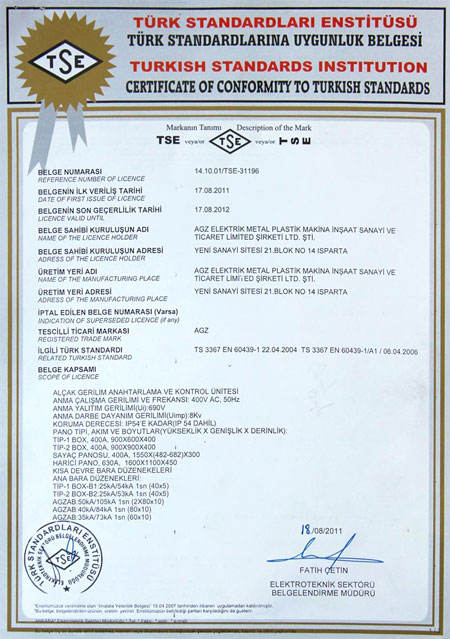 TÜRK STANDARDLARI ENSTİTÜSÜ
TÜRK STANDARDLARINA UYGUNLUK BELGESİ
TURKISH STANDARDS INSTITUTION
CERTIFICATE OF CONFORMITY TO TURKISH STANDARDS
TSE
Markanın Tanımı Description of the Mark
TSE veya/or TSE veya/or TSE
BELGE NUMARASI 14.10.01/TSE-31196
REFERENCE NUMBER OF LICENCE
BELGENİN İLK VERİLİŞ TARİHİ 17.08.2011
DATE OF FIRST ISSUE OF LICENCE
BELGENİN SON GEÇERLİLİK TARİHİ 17.08.2012
LICENCE VALID UNTIL
BELGE SAHİBİ KURULUŞUN ADI AGZ ELEKTRİK METAL PLASTİK MAKİNA İNŞAAT SANAYİ VE
NAME OF THE LICENCE HOLDER TİCARET LİMİTED ŞİRKETİ LTD. ŞTİ.
BELGE SAHİBİ KURULUŞUN ADRESİ YENİ SANAYİ SİTESİ 21.BLOK NO 14 ISPARTA
ADRESS OF THE LICENCE HOLDER
ÜRETİM YERİ ADI AGZ ELEKTRİK METAL PLASTİK MAKİNA İNŞAAT SANAYİ VE
NAME OF THE MANUFACTURING PLACE TİCARET LİMİTED ŞİRKETİ LTD. ŞTİ.
ÜRETİM YERİ ADRESİ YENİ SANAYİ SİTESİ 21.BLOK NO 14 ISPARTA
ADRESS OF THE MANUFACTURING PLACE
İPTAL EDİLEN BELGE NUMARASI (Varsa)
INDICATION OF SUPERSEDED LICENCE (if any)
TESCİLLİ TİCARİ MARKASI AGZ
REGISTERED TRADE MARK
İLGİLİ TÜRK STANDARDI TS 3367 EN 60439-1 22.04.2004 TS 3367 EN 60439-1/A1 / 06.04.2006
RELATED TURKISH STANDARD
BELGE KAPSAMI
SCOPE OF LICENCE
ALÇAK GERİLİM ANAHTARLAMA VE KONTROL ÜNİTESİ
ANMA ÇALIŞMA GERİLİMİ VE FREKANSI: 400V AC, 50Hz
ANMA YALITIM GERİLİMİ(Ui):690V
ANMA DARBE DAYANIM GERİLİMİ(Uimp):8Kv
KORUMA DERECESİ: IP54'E KADAR(IP 54 DAHİL)
PANO TİPİ, AKIM VE BOYUTLAR(YÜKSEKLİK X GENİŞLİK X DERİNLİK):
TİP-1 BOX, 400A, 900X600X400
TİP-2 BOX, 400A, 900X900X400
SAYAÇ PANOSU, 400A, 1550X(482-682)X300
HARİCİ PANO, 630A, 1600X1100X450
KISA DEVRE BARA DÜZENEKELERİ
ANA BARA DÜZENEKLERİ:
TİP-1 BOX-B1:25kA/54kA 1sn (40x5)
TİP-2 BOX-B2:25kA/53kA 1sn (40x5)
AGZAB:50kA/105kA 1sn (2X80x10)
AGZAB:40kA/84kA 1sn (80x10)
AGZAB:35kA/73kA 1sn (60x10)
TÜRK STANDARDLARI ENSTİTÜSÜ
ELEKTROTEKNİK SEKTÖRÜ BELGELENDİRME MÜDÜRLÜĞÜ
TSE
18/08/2011
FATİH ÇETİN
ELEKTROTEKNİK SEKTÖRÜ
BELGELENDİRME MÜDÜRÜ